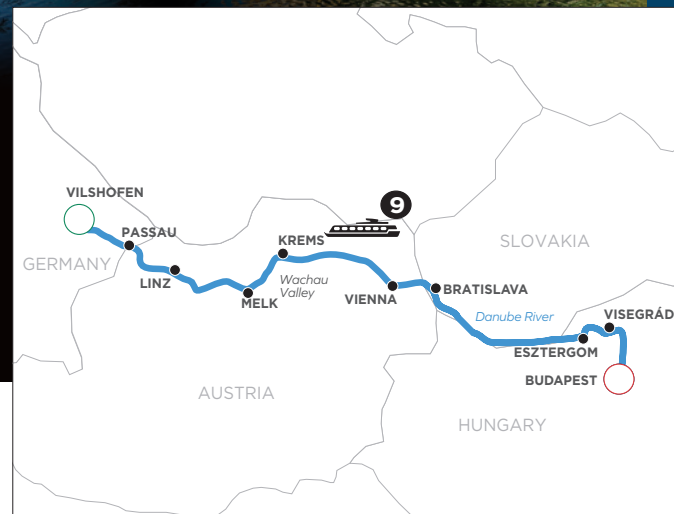 9
VILSHOFEN
PASSAU
KREMS
SLOVAKIA
GERMANY
LINZ
Wachau
Valley
MELK
VIENNA
BRATISLAVA
Danube River
VISEGRÁD
ESZTERGOM
BUDAPEST
AUSTRIA
HUNGARY